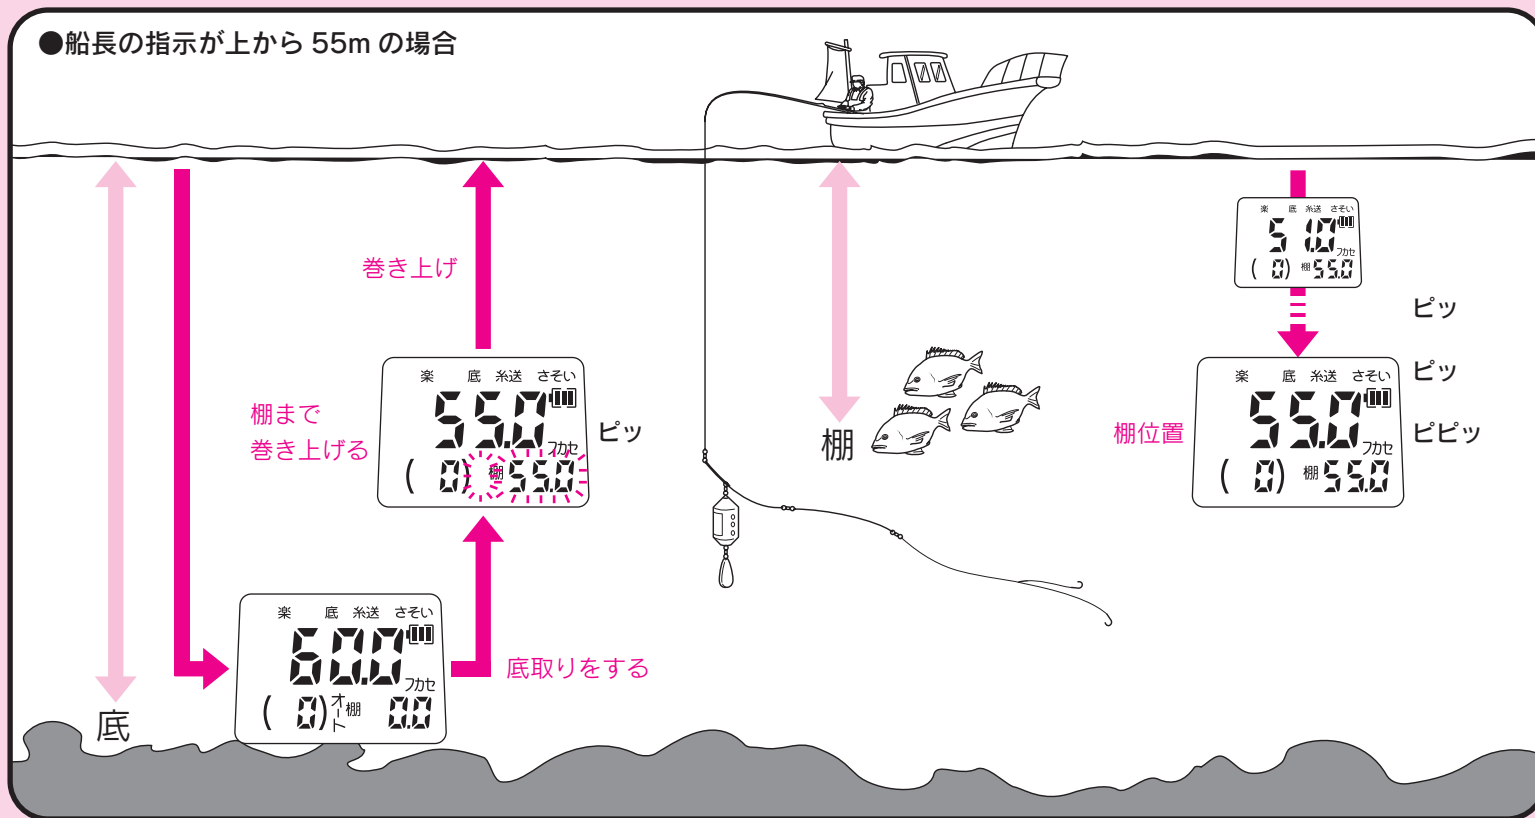 ●船長の指示が上から 55m の場合
巻き上げ
棚まで
巻き上げる
楽 底 糸送 さそい
55.0
フカセ
( 0) 棚 55.0
ピッ
楽 底 糸送 さそい
60.0
フカセ
( 0) オート 棚 0.0
底取りをする
底
棚
楽 底 糸送 さそい
51.0
フカセ
( 0) 棚 55.0
ピッ
ピッ
棚位置
楽 底 糸送 さそい
55.0
フカセ
( 0) 棚 55.0
ピピッ